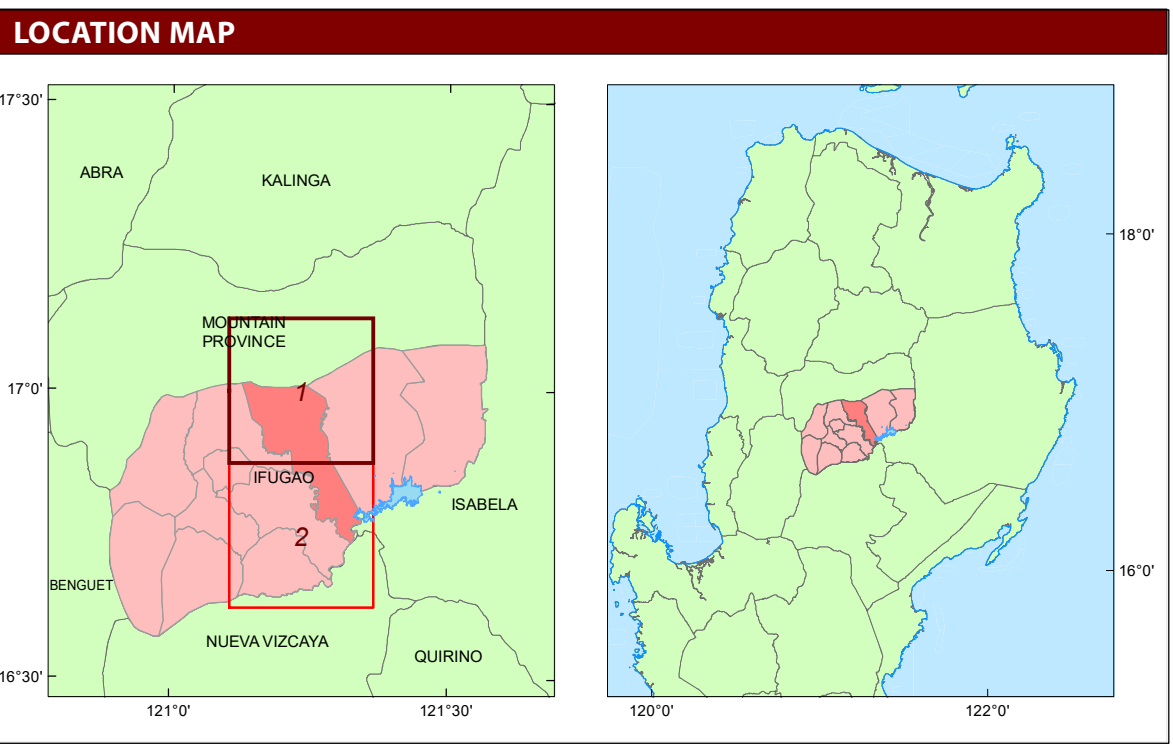 LOCATION MAP
17°30'
ABRA
KALINGA
MOUNTAIN
PROVINCE
17°0'
1
IFUGAO
ISABELA
2
BENGUET
NUEVA VIZCAYA
QUIRINO
16°30'
121°0'
121°30'
18°0'
16°0'
120°0'
122°0'